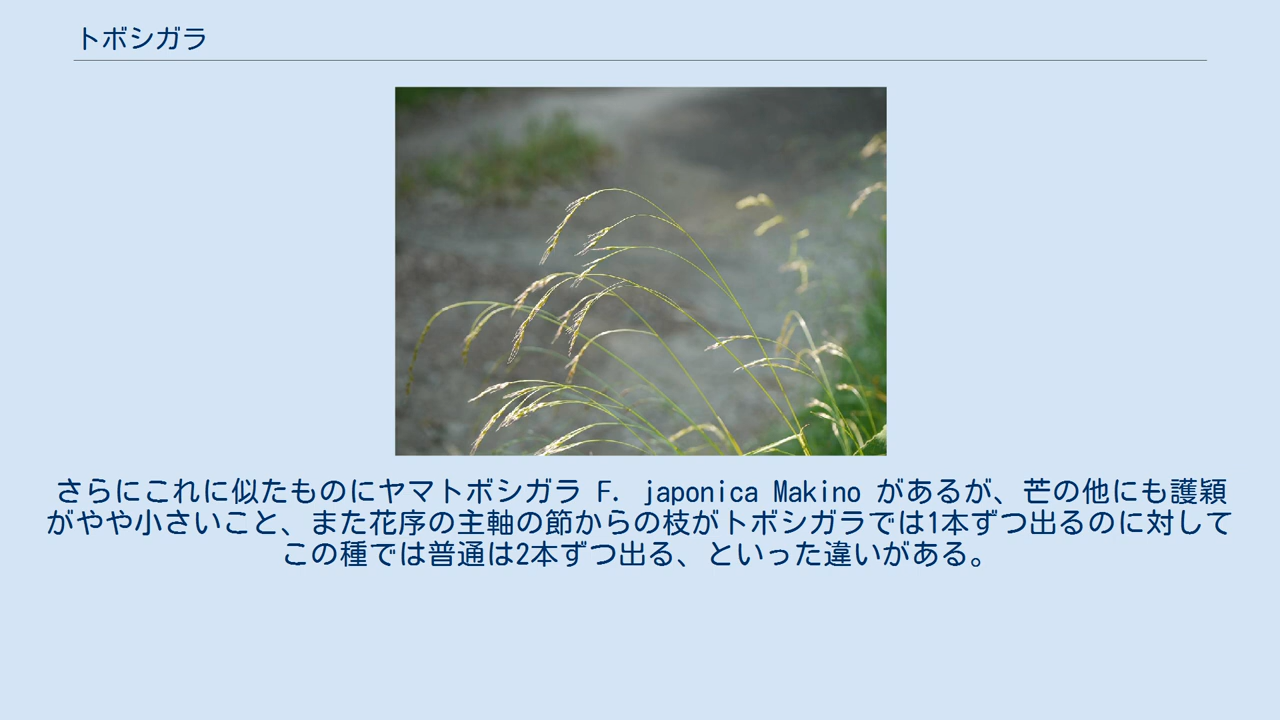 トボシガラ
さらにこれに似たものにヤマトボシガラ F. japonica Makino があるが、芒の他にも護穎
がやや小さいこと、また花序の主軸の節からの枝がトボシガラでは1本ずつ出るのに対して
この種では普通は2本ずつ出る、といった違いがある。